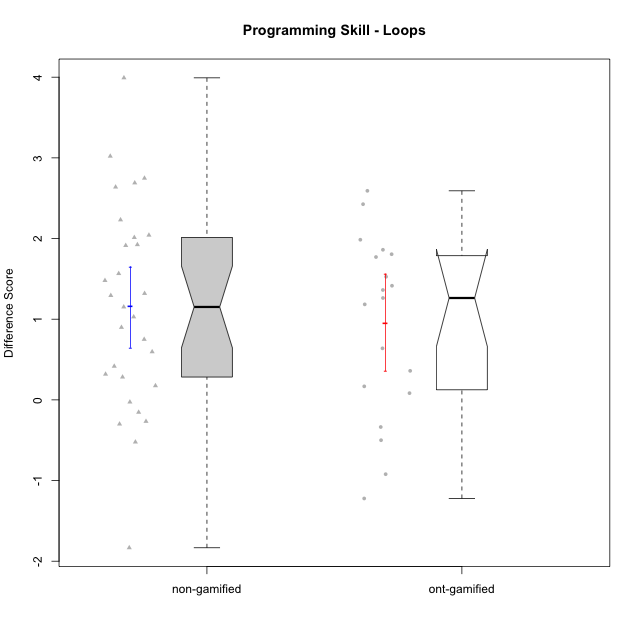 Programming Skill - Loops
Difference Score
4
3
2
1
0
-1
-2
non-gamified
ont-gamified